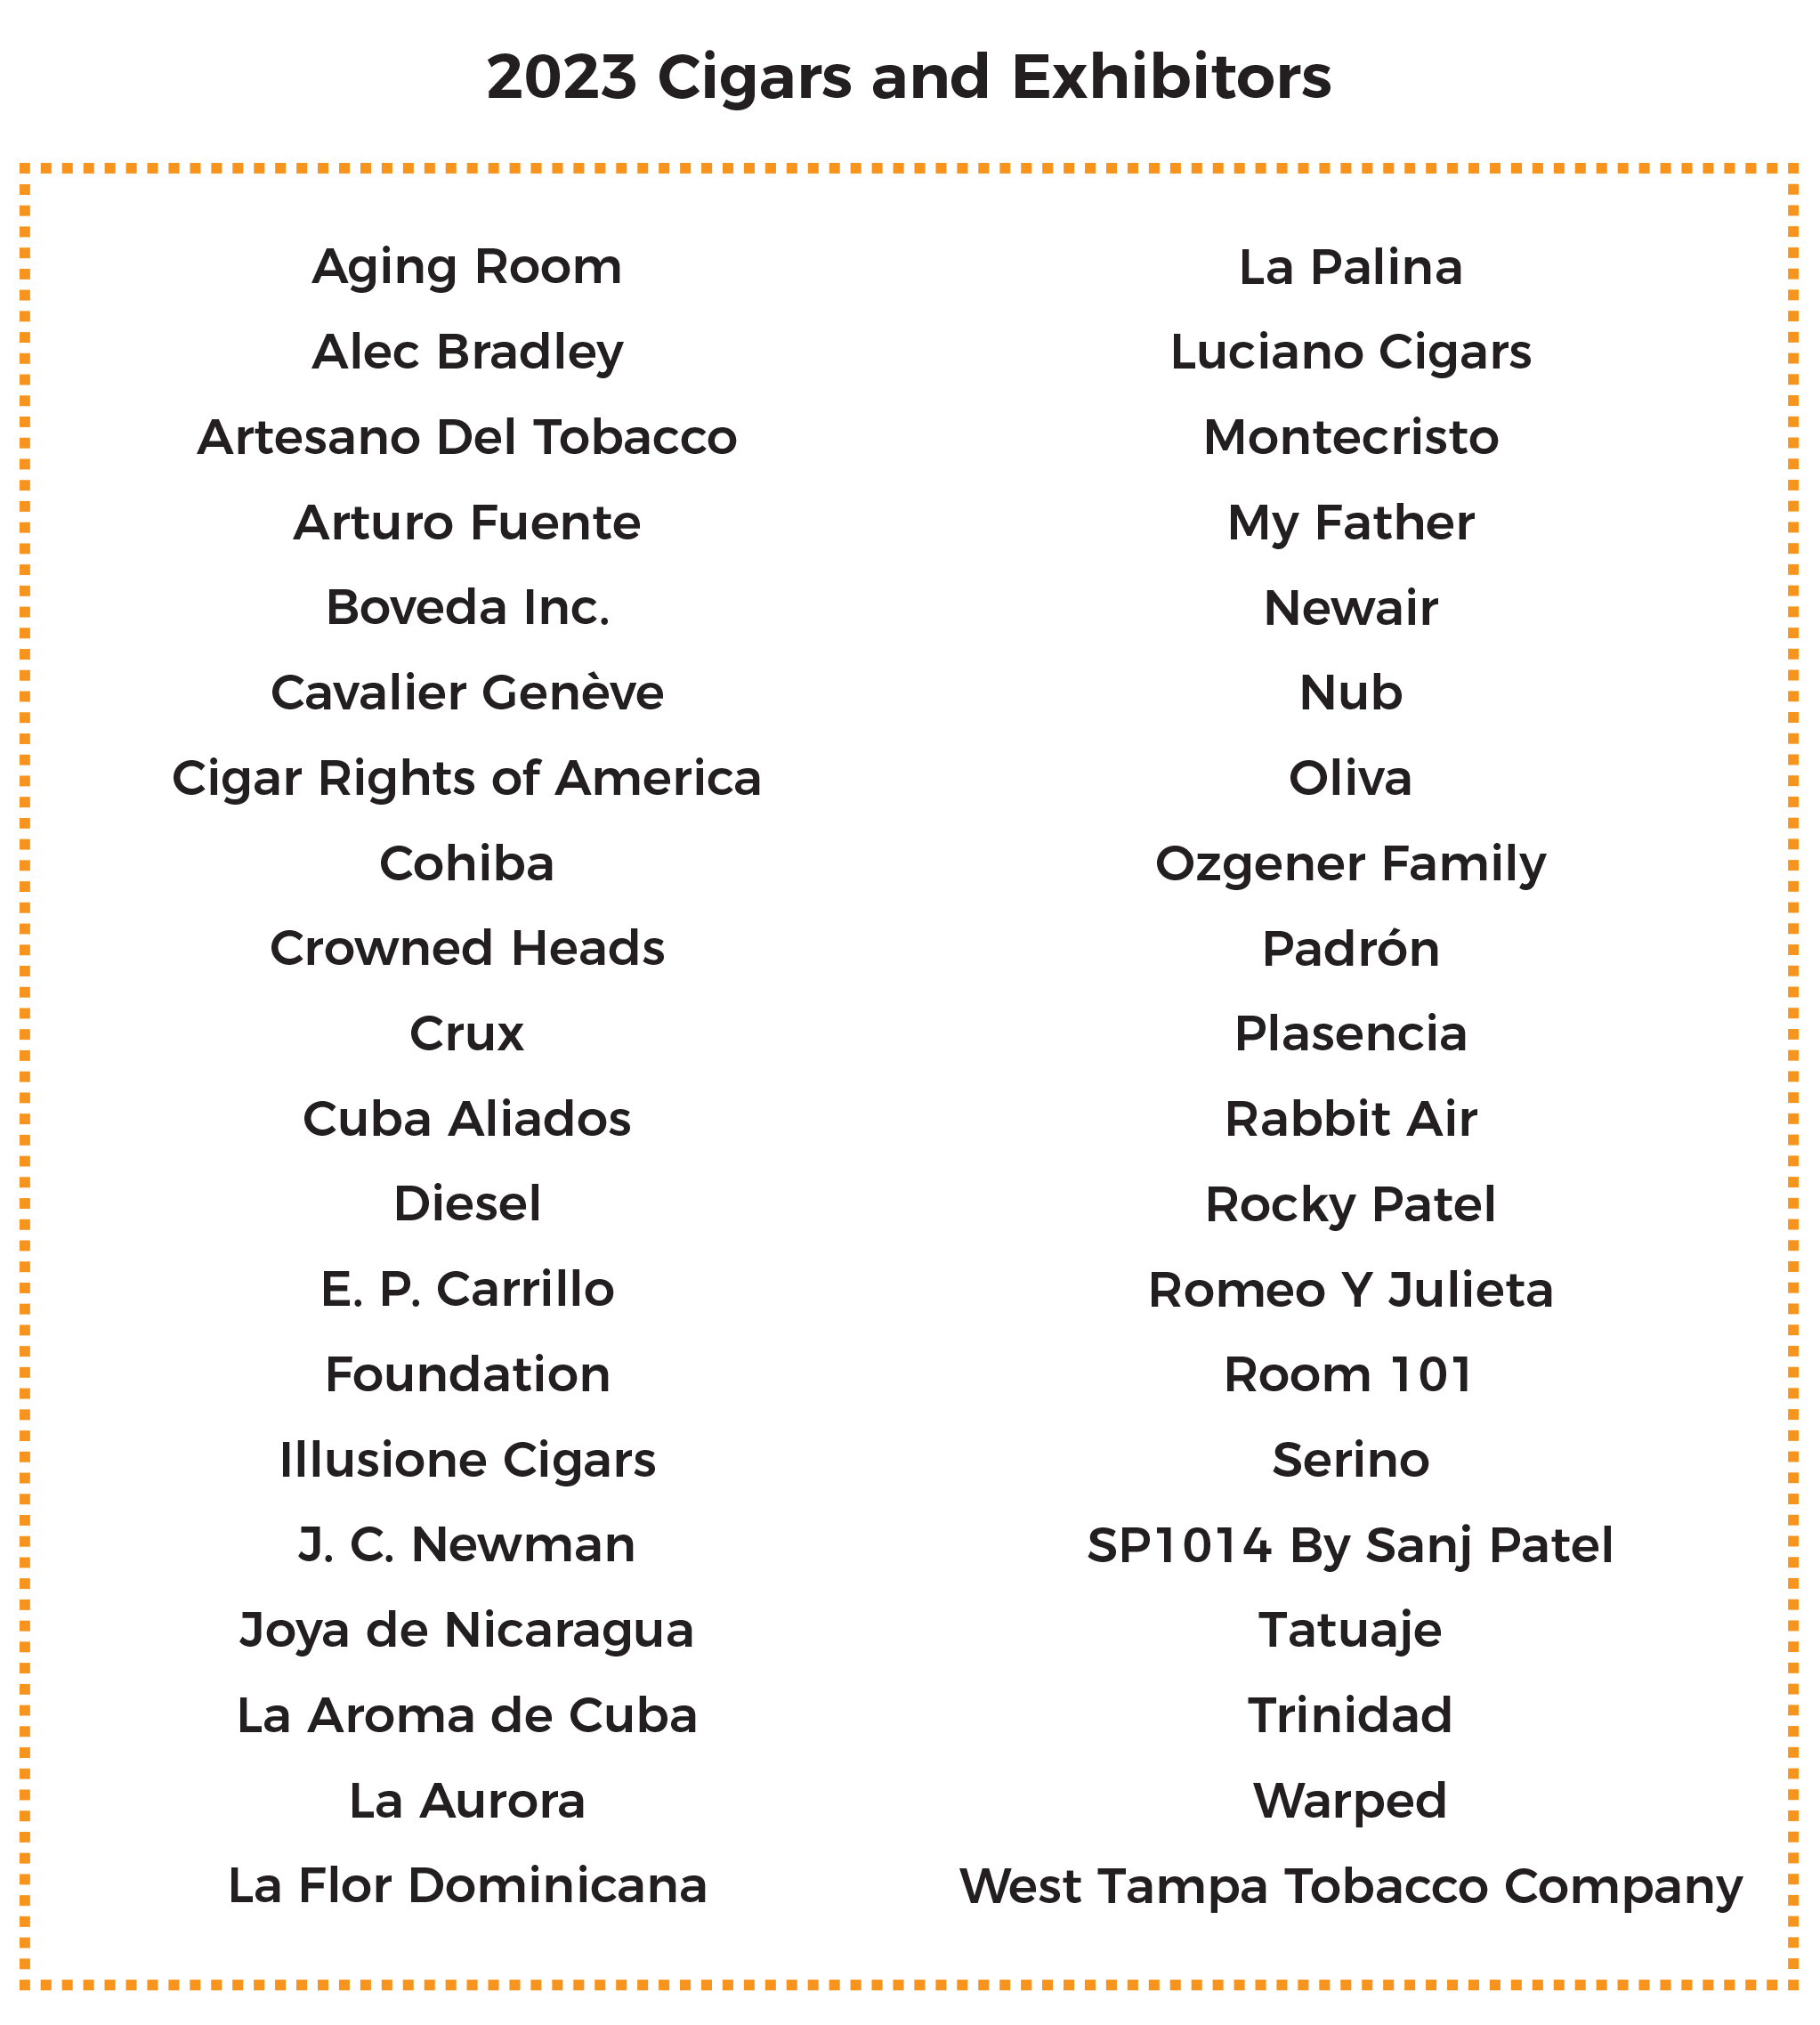 2023 Cigars and Exhibitors
Aging Room
Alec Bradley
Artesano Del Tobacco
Arturo Fuente
Boveda Inc.
Cavalier Genève
Cigar Rights of America
Cohiba
Crowned Heads
Crux
Cuba Aliados
Diesel
E. P. Carrillo
Foundation
Illusione Cigars
J. C. Newman
Joya de Nicaragua
La Aroma de Cuba
La Aurora
La Flor Dominicana
La Palina
Luciano Cigars
Montecristo
My Father
Newair
Nub
Oliva
Ozgener Family
Padrón
Plasencia
Rabbit Air
Rocky Patel
Romeo Y Julieta
Room 101
Serino
SP1014 By Sanj Patel
Tatuaje
Trinidad
Warped
West Tampa Tobacco Company